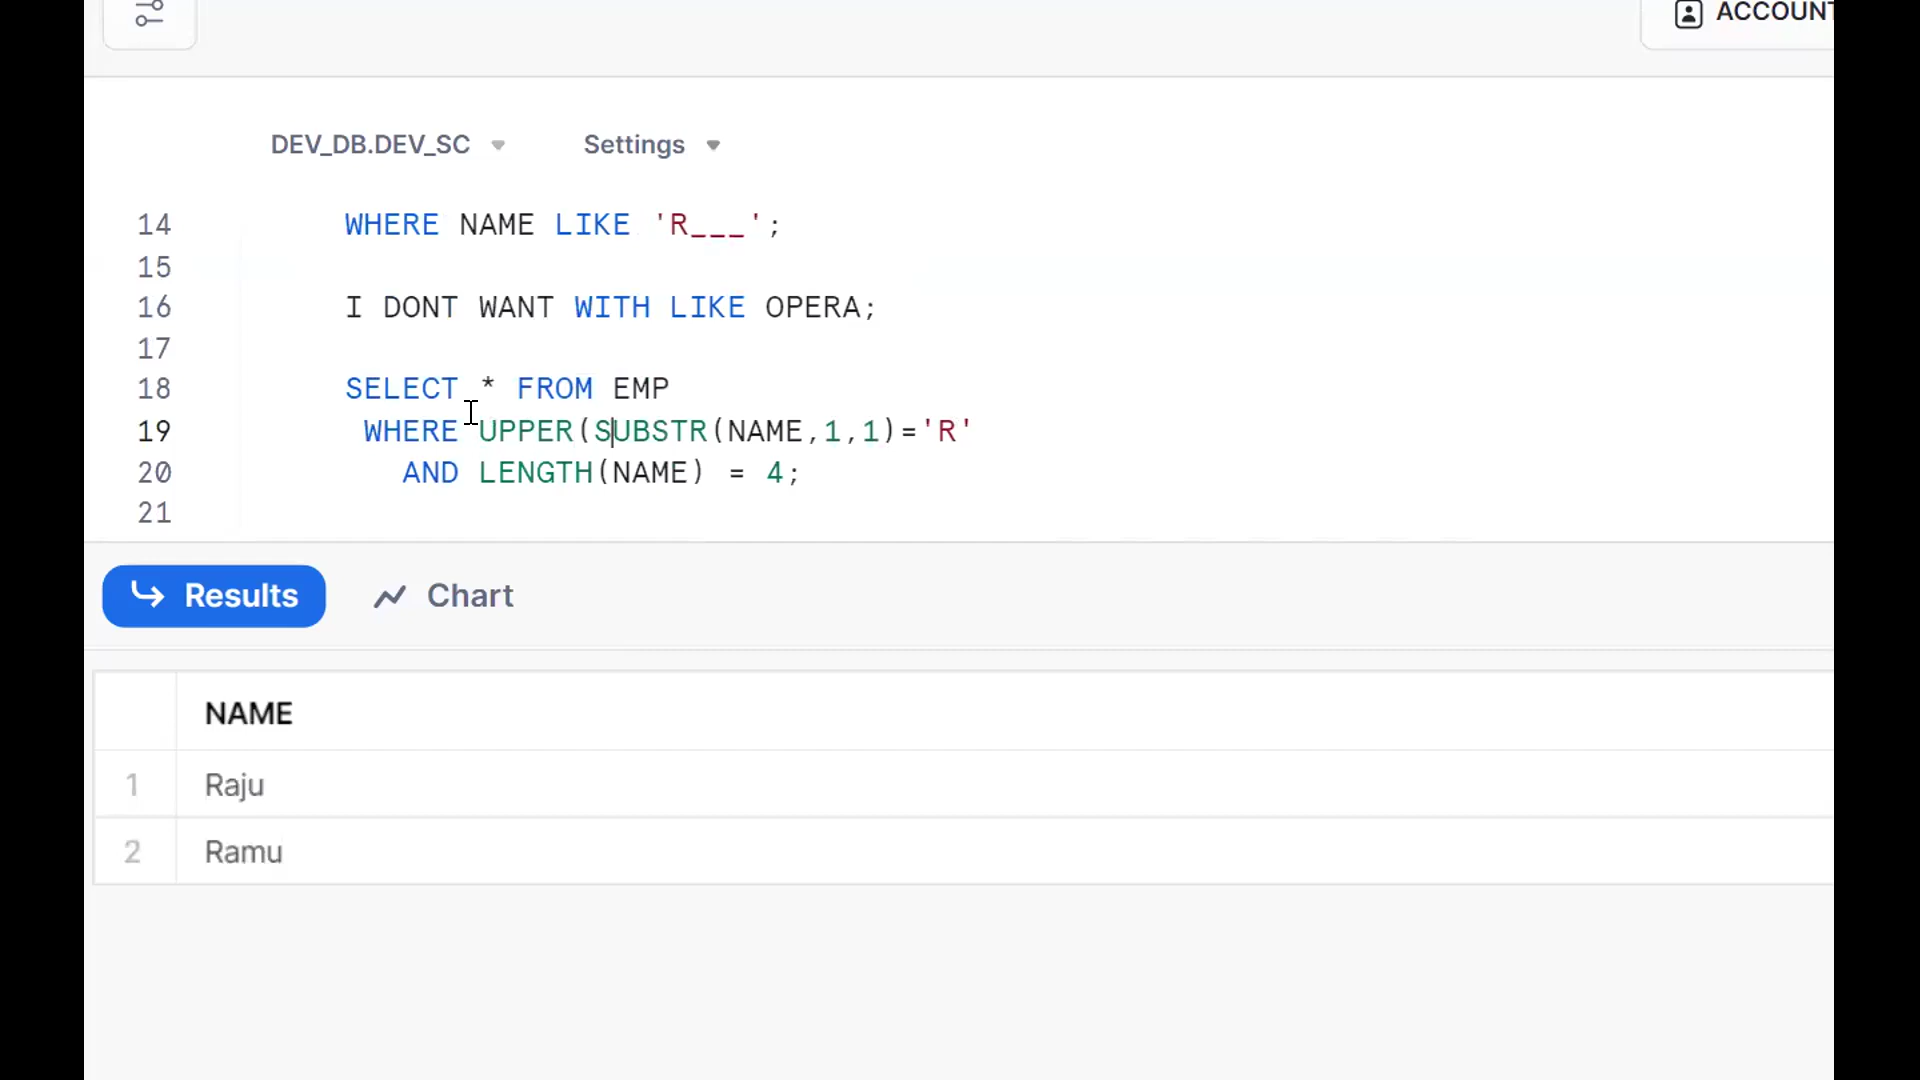 ACCOUNT
DEV_DB.DEV_SC Settings
14 WHERE NAME LIKE 'R___';
15
16 I DONT WANT WITH LIKE OPERA;
17
18 SELECT * FROM EMP
19 WHERE UPPER(SUBSTR(NAME,1,1)='R'
20 AND LENGTH(NAME) = 4;
21
Results Chart
NAME
1 Raju
2 Ramu